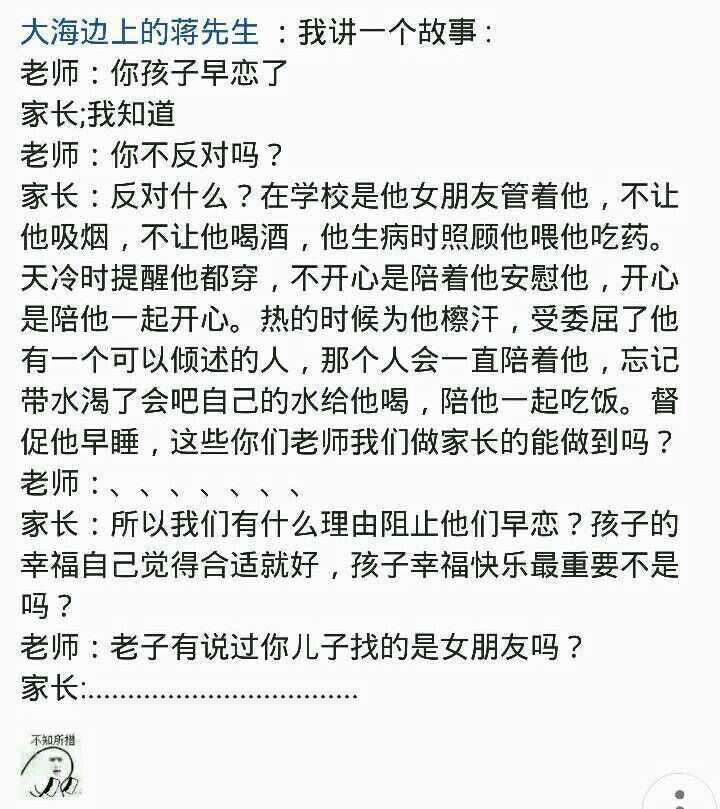 大海边上的蒋先生 ：我讲一个故事：
老师：你孩子早恋了
家长;我知道
老师：你不反对吗？
家长：反对什么？在学校是他女朋友管着他，不让
他吸烟，不让他喝酒，他生病时照顾他喂他吃药。
天冷时提醒他都穿，不开心是陪着他安慰他，开心
是陪他一起开心。热的时候为他檫汗，受委屈了他
有一个可以倾述的人，那个人会一直陪着他，忘记
带水渴了会吧自己的水给他喝，陪他一起吃饭。督
促他早睡，这些你们老师我们做家长的能做到吗？
老师：、、、、、、、
家长：所以我们有什么理由阻止他们早恋？孩子的
幸福自己觉得合适就好，孩子幸福快乐最重要不是
吗？
老师：老子有说过你儿子找的是女朋友吗？
家长:..................................
不知所措